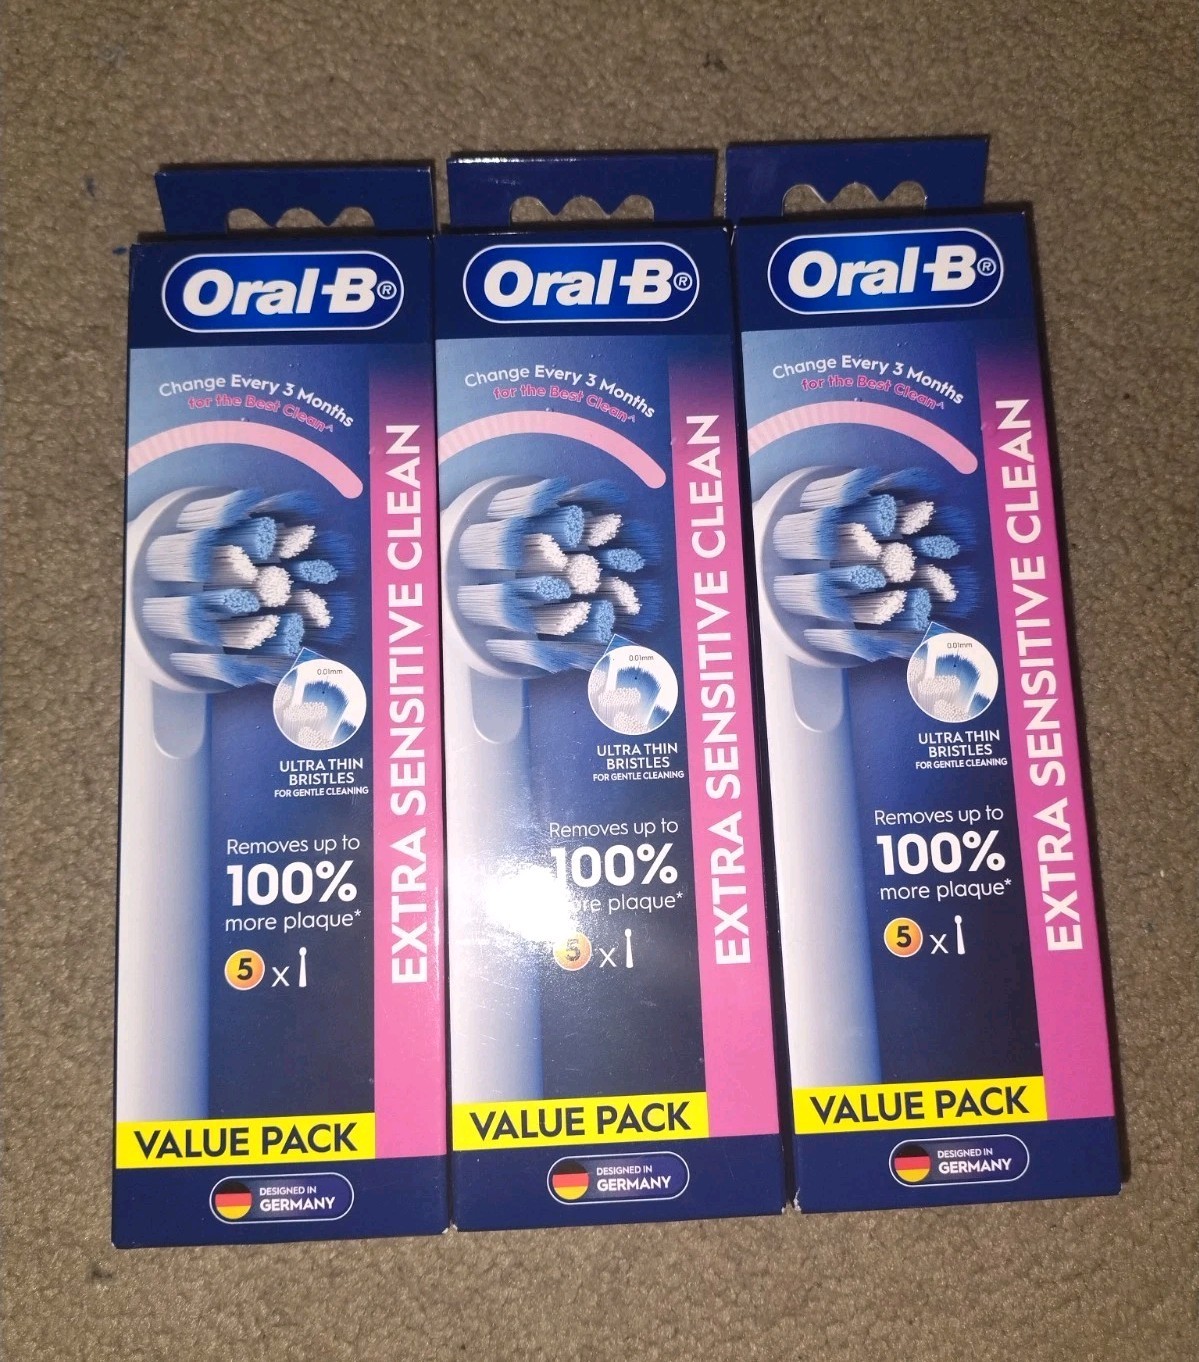 Oral-B®
Change Every 3 Months
for the Best Clean^
0.01mm
ULTRA THIN
BRISTLES
FOR GENTLE CLEANING
Removes up to
100%
more plaque*
5 x
EXTRA SENSITIVE CLEAN
VALUE PACK
DESIGNED IN
GERMANY
Oral-B®
Change Every 3 Months
for the Best Clean^
0.01mm
ULTRA THIN
BRISTLES
FOR GENTLE CLEANING
Removes up to
100%
more plaque*
5 x
EXTRA SENSITIVE CLEAN
VALUE PACK
DESIGNED IN
GERMANY
Oral-B®
Change Every 3 Months
for the Best Clean^
0.01mm
ULTRA THIN
BRISTLES
FOR GENTLE CLEANING
Removes up to
100%
more plaque*
5 x
EXTRA SENSITIVE CLEAN
VALUE PACK
DESIGNED IN
GERMANY